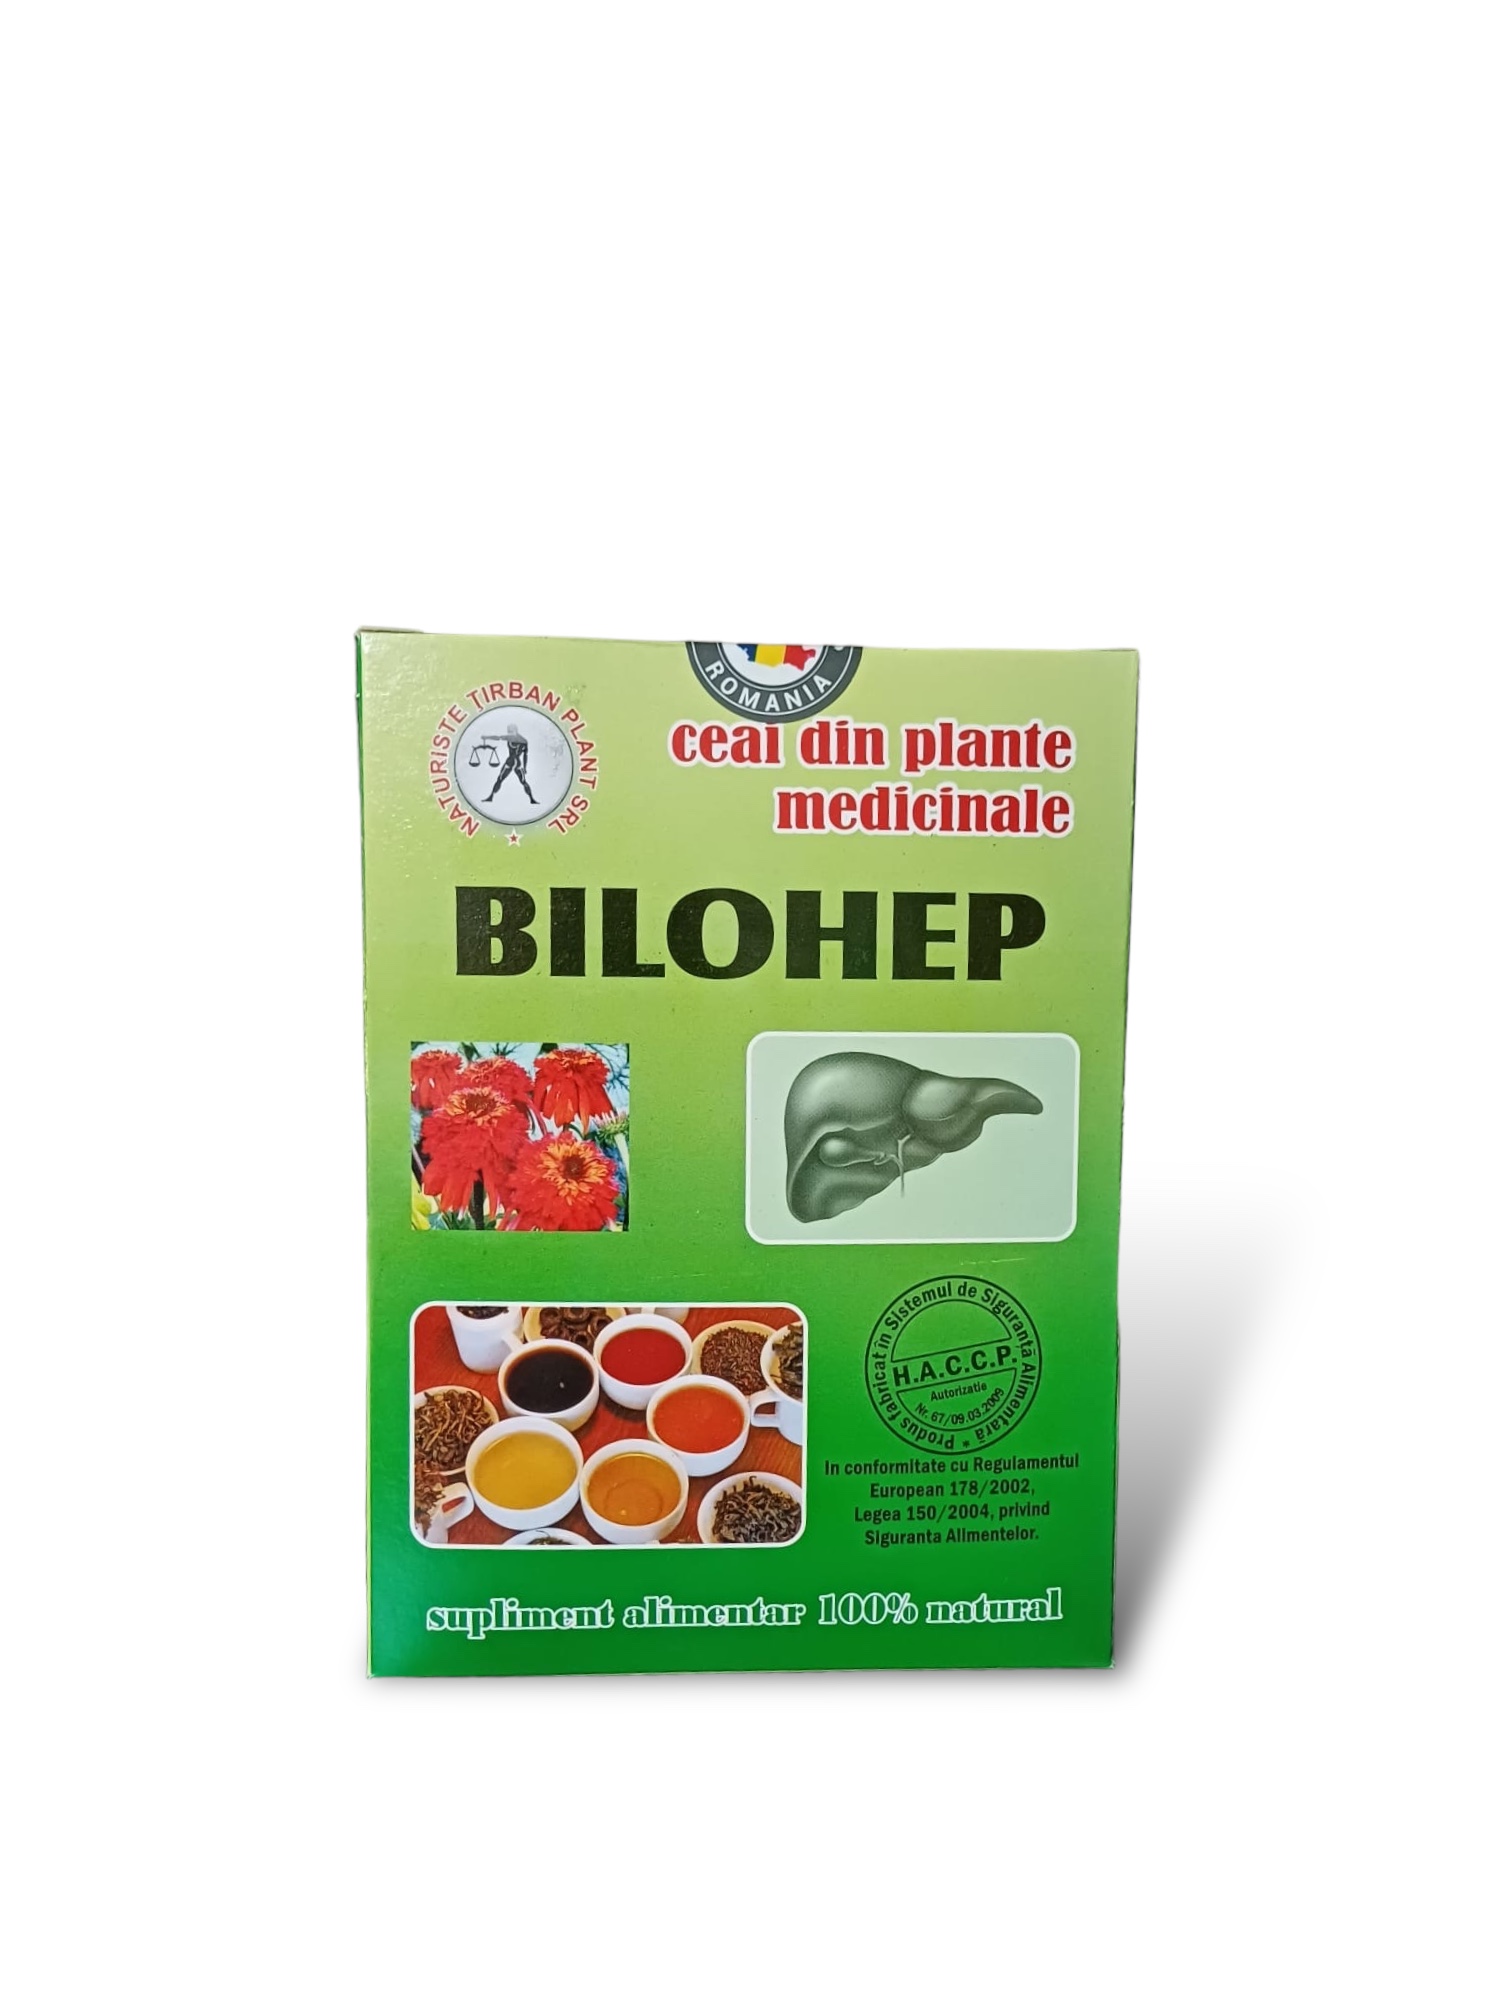 ROMANIA
NATURISTE ȚIRBAN PLANT SRL
ceai din plante
medicinale
BILOHEP
Produs fabricat în Sistemul de Siguranță Alimentară *
H.A.C.C.P.
Autorizatie
Nr. 67/09.03.2009
In conformitate cu Regulamentul
European 178/2002,
Legea 150/2004, privind
Siguranta Alimentelor.
supliment alimentar 100% natural